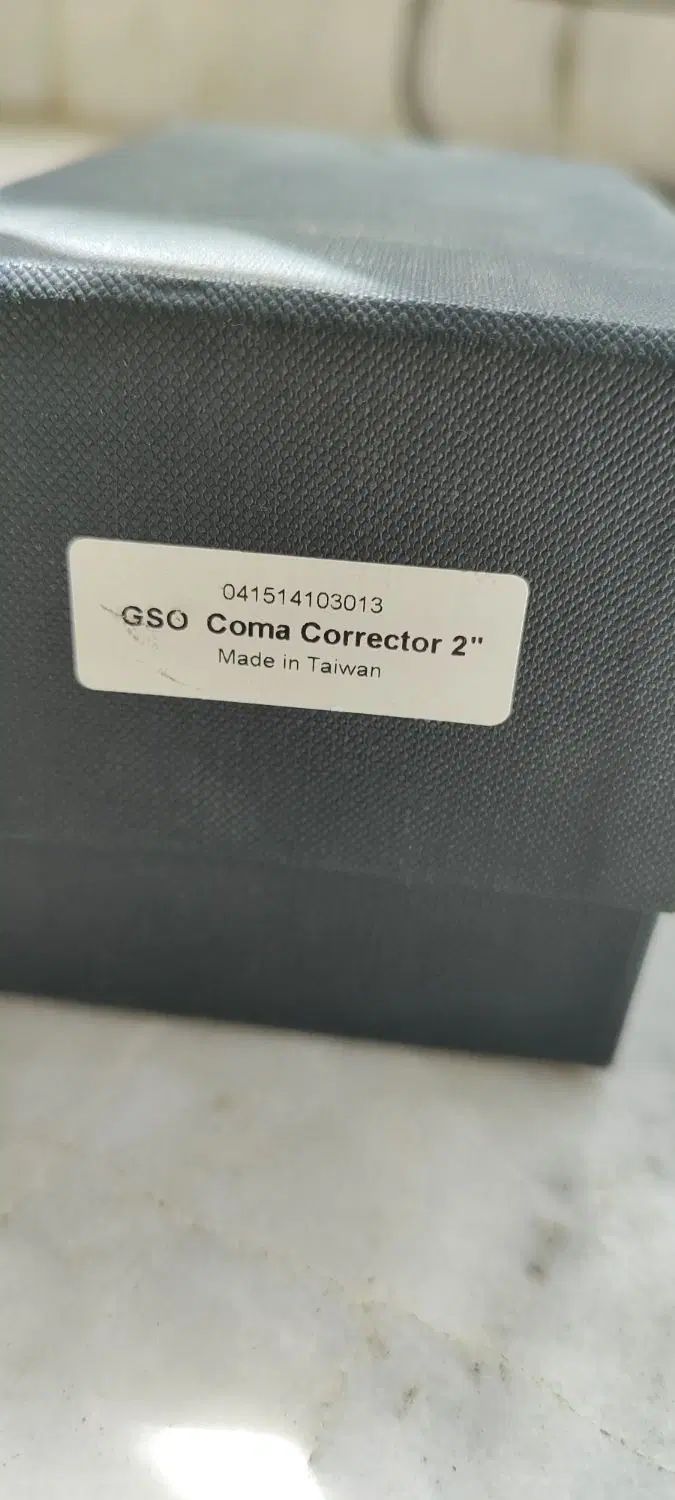 041514103013
GSO Coma Corrector 2"
Made in Taiwan